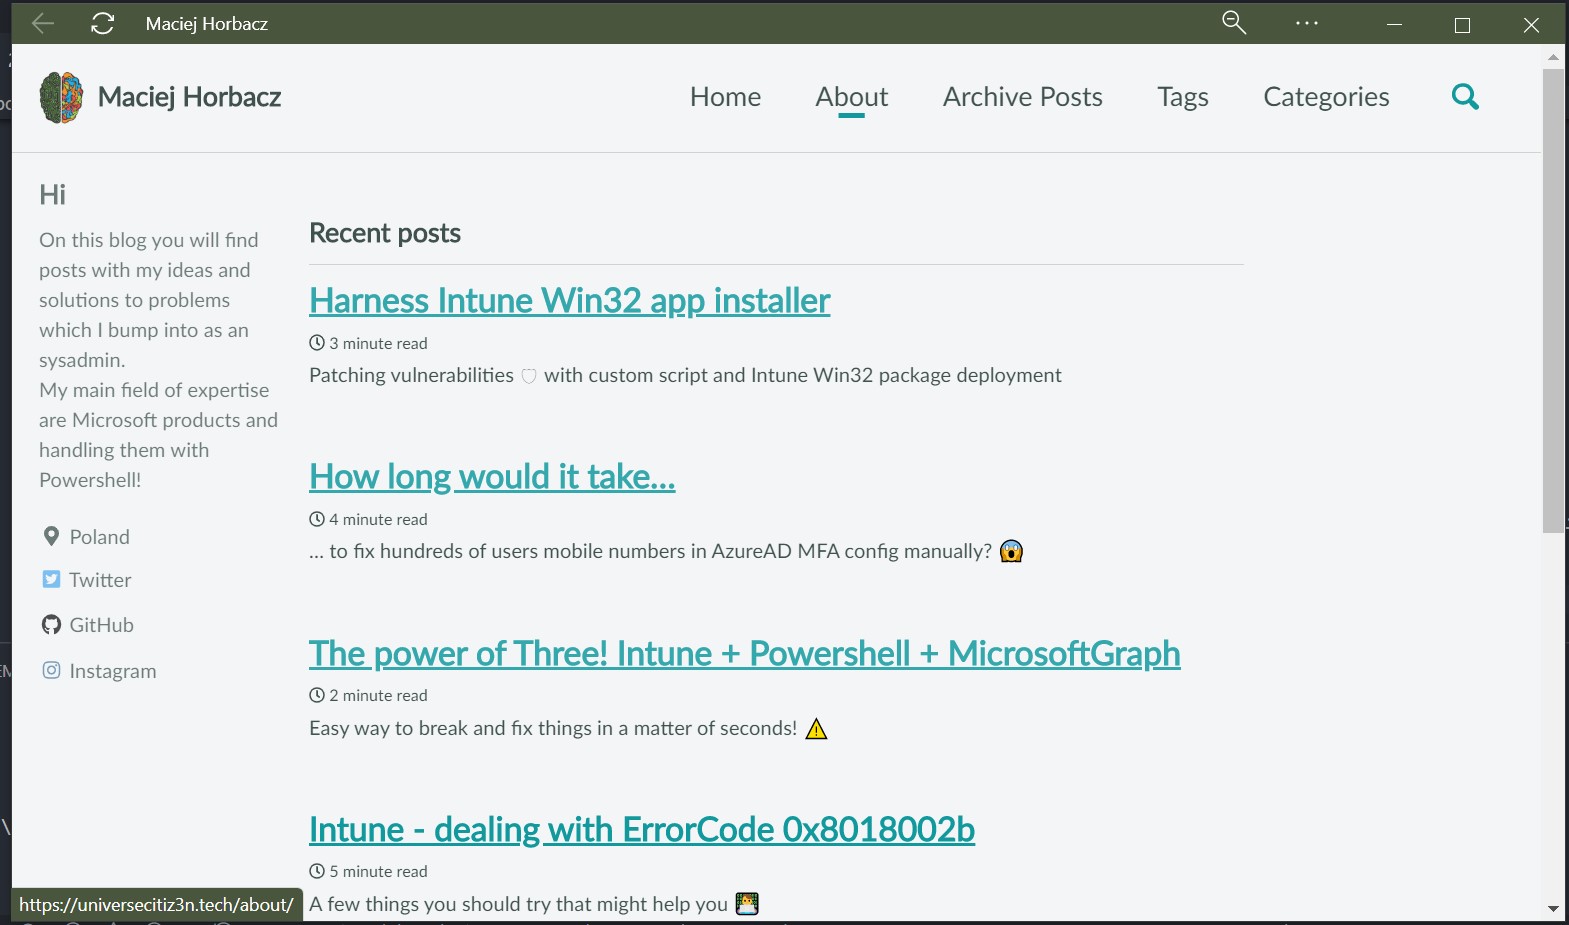 Maciej Horbacz
Maciej Horbacz
Home About Archive Posts Tags Categories
Hi
On this blog you will find
posts with my ideas and
solutions to problems
which I bump into as an
sysadmin.
My main field of expertise
are Microsoft products and
handling them with
Powershell!
Poland
Twitter
GitHub
Instagram
Recent posts
Harness Intune Win32 app installer
3 minute read
Patching vulnerabilities with custom script and Intune Win32 package deployment
How long would it take...
4 minute read
... to fix hundreds of users mobile numbers in AzureAD MFA config manually? 😱
The power of Three! Intune + Powershell + MicrosoftGraph
2 minute read
Easy way to break and fix things in a matter of seconds! ⚠️
Intune - dealing with ErrorCode 0x8018002b
5 minute read
A few things you should try that might help you
https://universecitiz3n.tech/about/